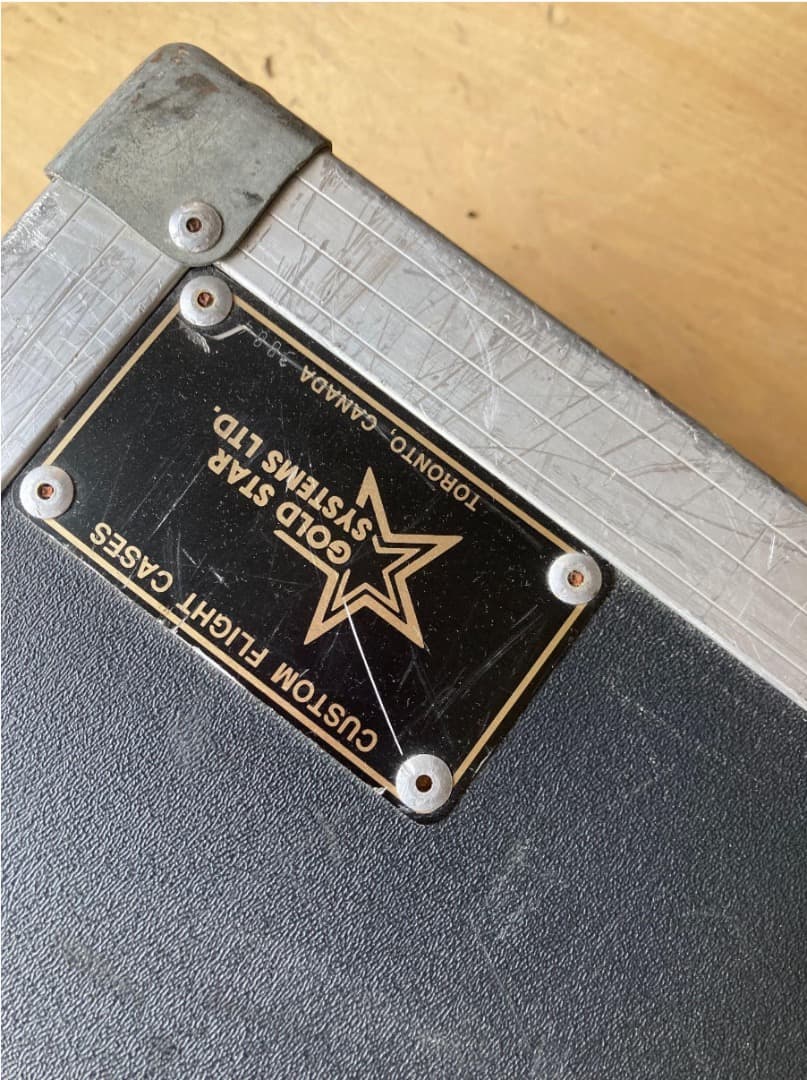 CUSTOM FLIGHT CASES
GOLD STAR
SYSTEMS LTD.
TORONTO, CANADA